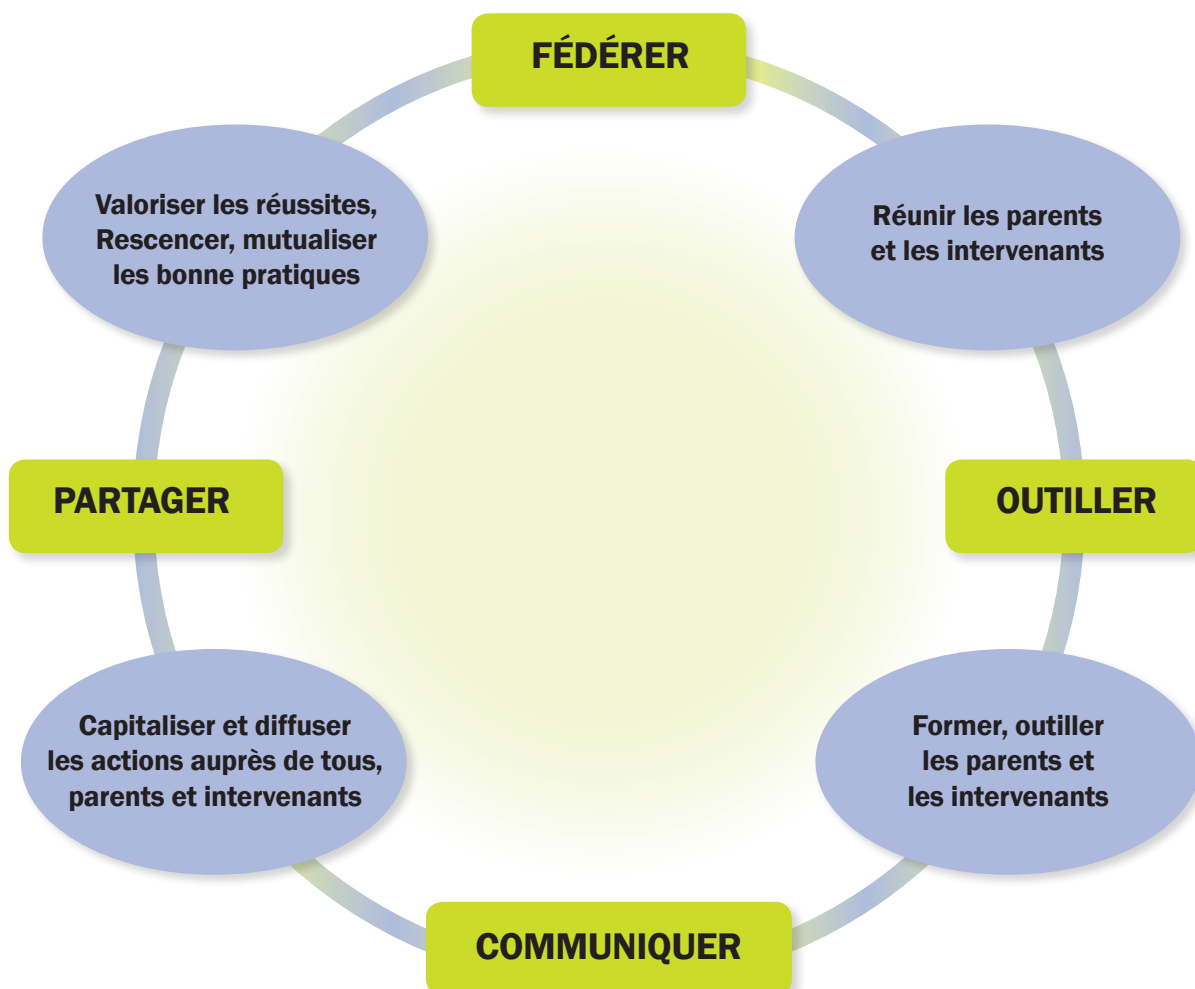 FÉDÉRER
Valoriser les réussites,
Rescencer, mutualiser
les bonne pratiques
Réunir les parents
et les intervenants
PARTAGER
OUTILLER
Capitaliser et diffuser
les actions auprès de tous,
parents et intervenants
Former, outiller
les parents et
les intervenants
COMMUNIQUER